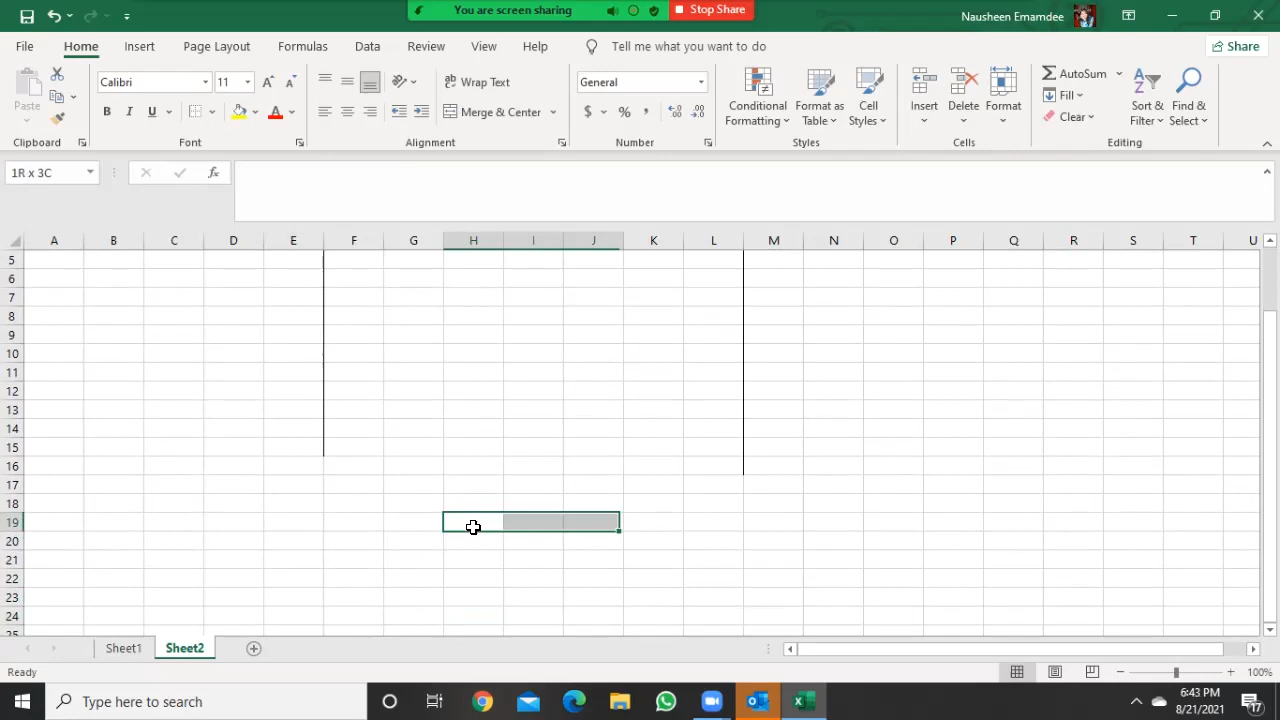 You are screen sharing
Stop Share
Nausheen Emamdee
File Home Insert Page Layout Formulas Data Review View Help Tell me what you want to do Share
Paste
Calibri 11
B I U A
Wrap Text
Merge & Center
General
$ % ,
Conditional Formatting
Format as Table
Cell Styles
Insert Delete Format
AutoSum
Fill
Clear
Sort & Filter
Find & Select
Clipboard Font Alignment Number Styles Cells Editing
1R x 3C fx
A B C D E F G H I J K L M N O P Q R S T U
5
6
7
8
9
10
11
12
13
14
15
16
17
18
19
20
21
22
23
24
25
Sheet1 Sheet2
Ready 100%
Type here to search
6:43 PM
8/21/2021
17